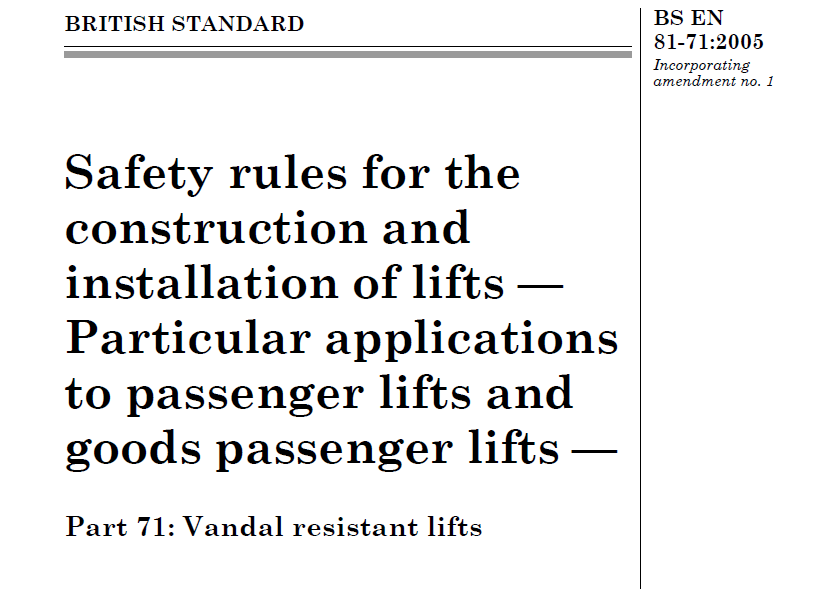 BRITISH STANDARD
BS EN
81-71:2005
Incorporating
amendment no. 1
Safety rules for the
construction and
installation of lifts —
Particular applications
to passenger lifts and
goods passenger lifts —
Part 71: Vandal resistant lifts